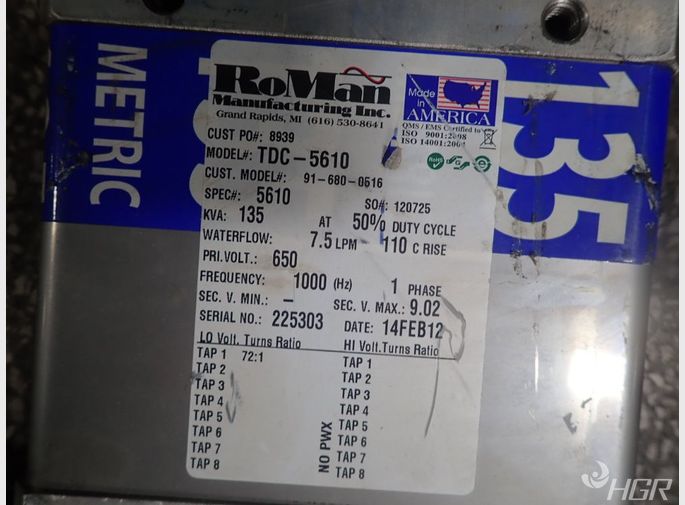 METRIC
135
RoMan
Manufacturing Inc.
Grand Rapids, MI (616) 530-8641
Made in
AMERICA
QMS / EMS Certified to
ISO 9001:2008
ISO 14001:2004
RoHS
CUST PO#: 8939
MODEL#: TDC-5610
CUST. MODEL#: 91-680-0516
SPEC#: 5610 SO#: 120725
KVA: 135 AT 50% DUTY CYCLE
WATERFLOW: 7.5 LPM 110 C RISE
PRI.VOLT.: 650
FREQUENCY: 1000 (Hz) 1 PHASE
SEC. V. MIN.: - SEC. V. MAX.: 9.02
SERIAL NO.: 225303 DATE: 14FEB12
LO Volt. Turns Ratio HI Volt.Turns Ratio
TAP 1 72:1 TAP 1
TAP 2 TAP 2
TAP 3 TAP 3
TAP 4 TAP 4
TAP 5 TAP 5
TAP 6 TAP 6
TAP 7 TAP 7
TAP 8 TAP 8
NO PWX
HGR